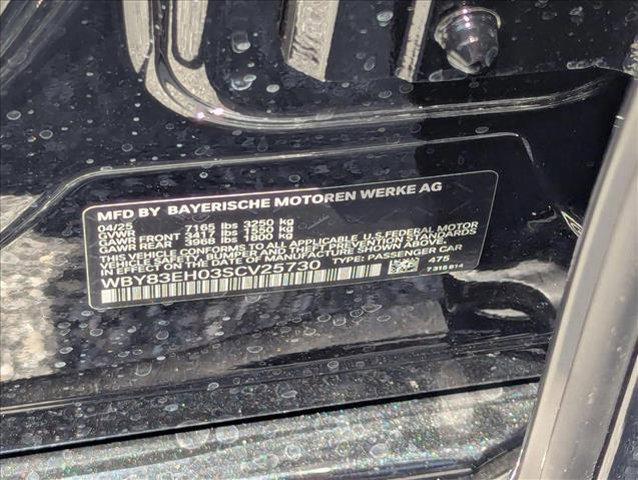 MFD BY BAYERISCHE MOTOREN WERKE AG
04/25
GVWR 7165 lbs 3250 kg
GAWR FRONT 3417 lbs 1550 kg
GAWR REAR 3968 lbs 1800 kg
THIS VEHICLE CONFORMS TO ALL APPLICABLE U.S. FEDERAL MOTOR
VEHICLE SAFETY, BUMPER, AND THEFT PREVENTION STANDARDS
IN EFFECT ON THE DATE OF MANUFACTURE SHOWN ABOVE.
WBY83EH03SCV25730 TYPE: PASSENGER CAR
475
7 315 814